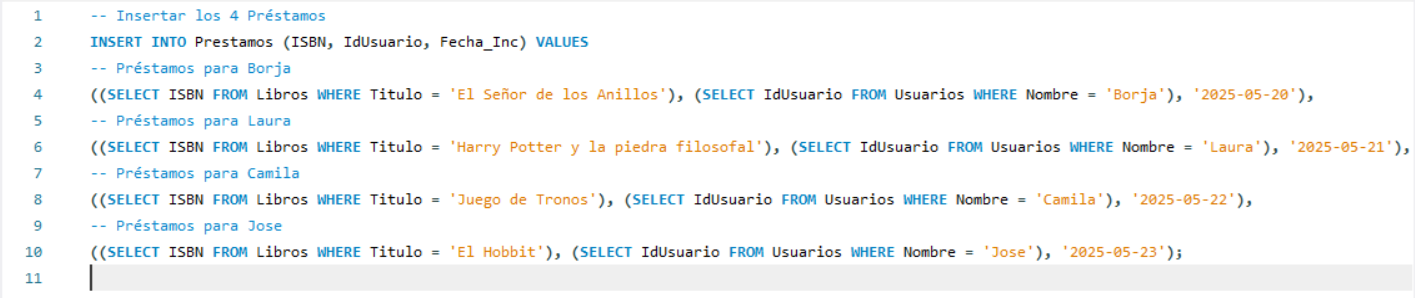 1 -- Insertar los 4 Préstamos
2 INSERT INTO Prestamos (ISBN, IdUsuario, Fecha_Inc) VALUES
3 -- Préstamos para Borja
4 ((SELECT ISBN FROM Libros WHERE Titulo = 'El Señor de los Anillos'), (SELECT IdUsuario FROM Usuarios WHERE Nombre = 'Borja'), '2025-05-20'),
5 -- Préstamos para Laura
6 ((SELECT ISBN FROM Libros WHERE Titulo = 'Harry Potter y la piedra filosofal'), (SELECT IdUsuario FROM Usuarios WHERE Nombre = 'Laura'), '2025-05-21'),
7 -- Préstamos para Camila
8 ((SELECT ISBN FROM Libros WHERE Titulo = 'Juego de Tronos'), (SELECT IdUsuario FROM Usuarios WHERE Nombre = 'Camila'), '2025-05-22'),
9 -- Préstamos para Jose
10 ((SELECT ISBN FROM Libros WHERE Titulo = 'El Hobbit'), (SELECT IdUsuario FROM Usuarios WHERE Nombre = 'Jose'), '2025-05-23');
11